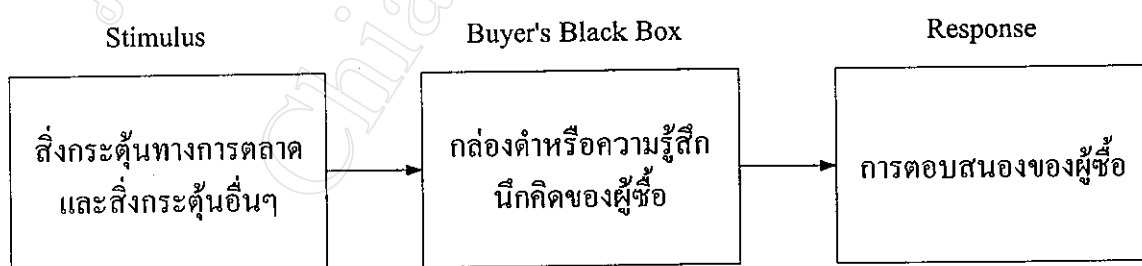 Stimulus
Buyer's Black Box
Response
สิ่งกระตุ้นทางการตลาด
และสิ่งกระตุ้นอื่นๆ
กล่องดำหรือความรู้สึก
นึกคิดของผู้ซื้อ
การตอบสนองของผู้ซื้อ